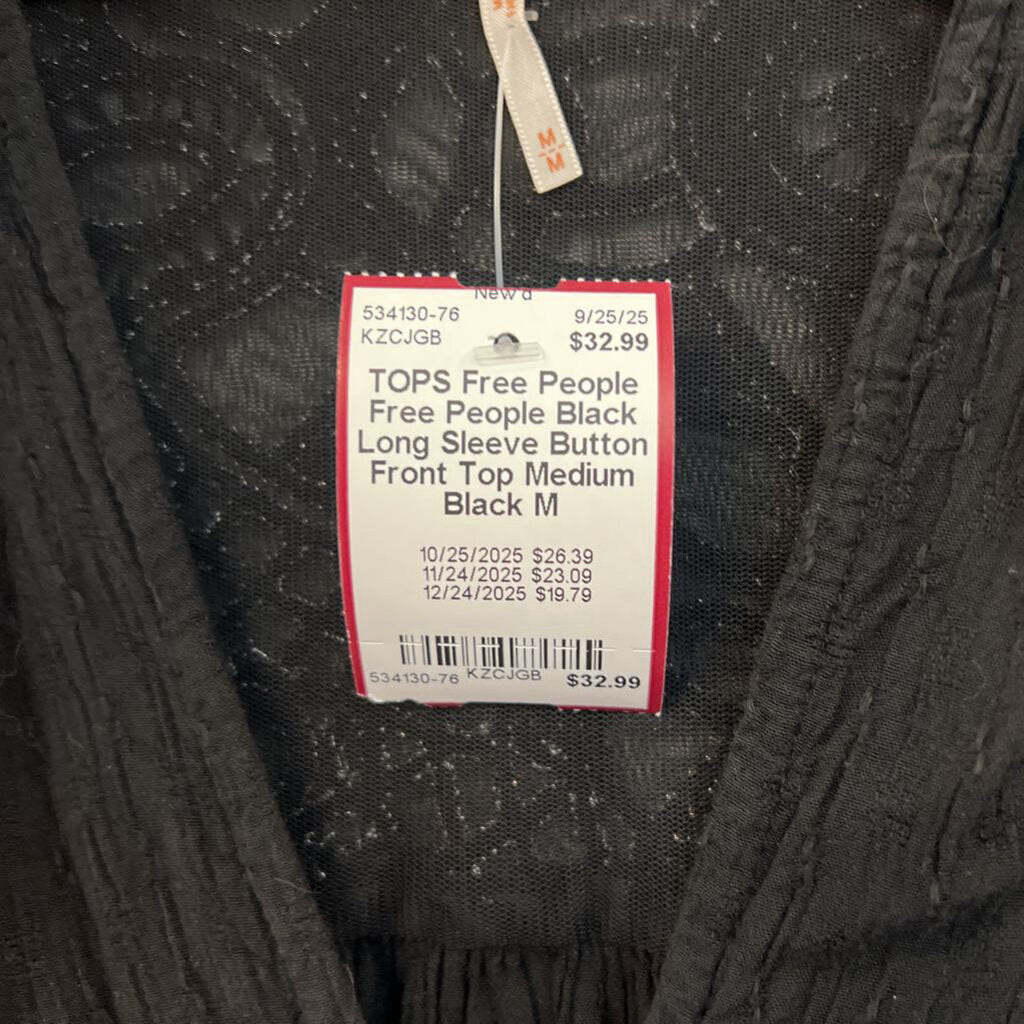 M
M
New'd
534130-76 9/25/25
KZCJGB $32.99
TOPS Free People
Free People Black
Long Sleeve Button
Front Top Medium
Black M
10/25/2025 $26.39
11/24/2025 $23.09
12/24/2025 $19.79
534130-76 KZCJGB $32.99